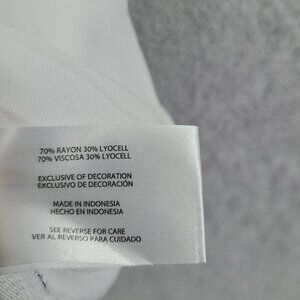 70% RAYON 30% LYOCELL
70% VISCOSA 30% LYOCELL
EXCLUSIVE OF DECORATION
EXCLUSIVO DE DECORACIÓN
MADE IN INDONESIA
HECHO EN INDONESIA
SEE REVERSE FOR CARE
VER AL REVERSO PARA CUIDADO